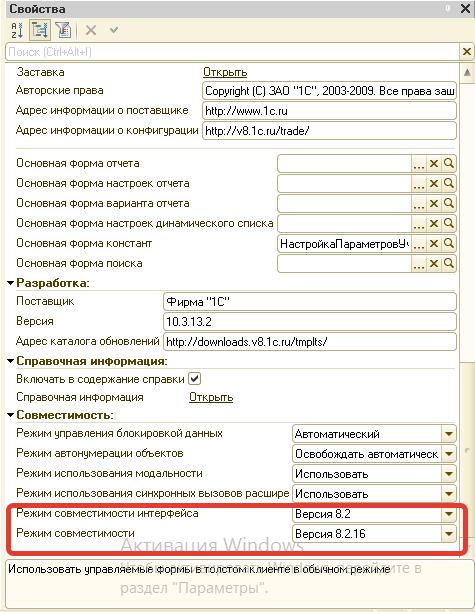 Свойства
Поиск (Ctrl+Alt+I)
Заставка Открыть
Авторские права Copyright (C) ЗАО "1С", 2003-2009. Все права защ
Адрес информации о поставщике http://www.1c.ru
Адрес информации о конфигурации http://v8.1c.ru/trade/
Основная форма отчета
Основная форма настроек отчета
Основная форма варианта отчета
Основная форма настроек динамического списка
Основная форма констант НастройкаПараметровУч
Основная форма поиска
Разработка:
Поставщик Фирма "1С"
Версия 10.3.13.2
Адрес каталога обновлений http://downloads.v8.1c.ru/tmplts/
Справочная информация:
Включать в содержание справки
Справочная информация Открыть
Совместимость:
Режим управления блокировкой данных Автоматический
Режим автонумерации объектов Освобождать автоматическ
Режим использования модальности Использовать
Режим использования синхронных вызовов расшире Использовать
Режим совместимости интерфейса Версия 8.2
Режим совместимости Версия 8.2.16
Активация Windows
Использовать управляемые формы в толстом клиенте в обычном режиме
раздел "Параметры".